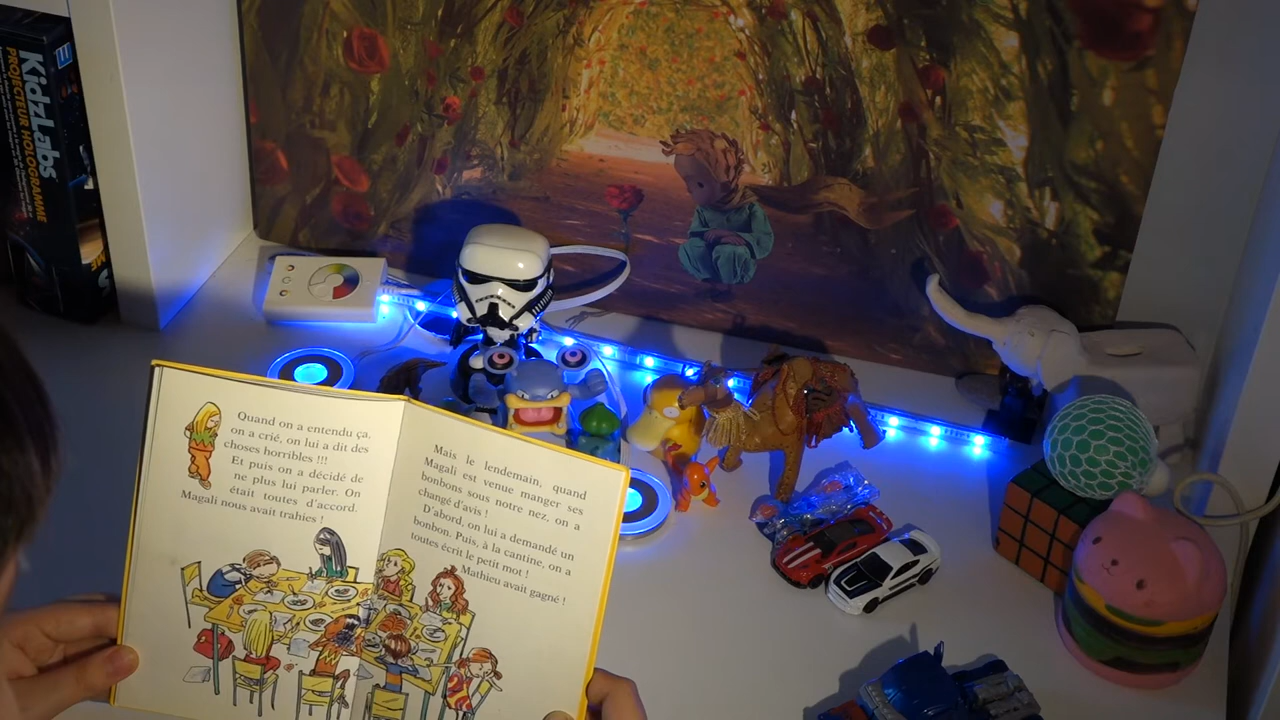 KidzLabs
PROJECTEUR HOLOGRAMME
Quand on a entendu ça,
on a crié, on lui a dit des
choses horribles !!!
Et puis on a décidé de
ne plus lui parler. On
était toutes d'accord.
Magali nous avait trahies !
Mais le lendemain, quand
Magali est venue manger ses
bonbons sous notre nez, on a
changé d'avis !
D'abord, on lui a demandé un
bonbon. Puis, à la cantine, on a
toutes écrit le petit mot !
Mathieu avait gagné !